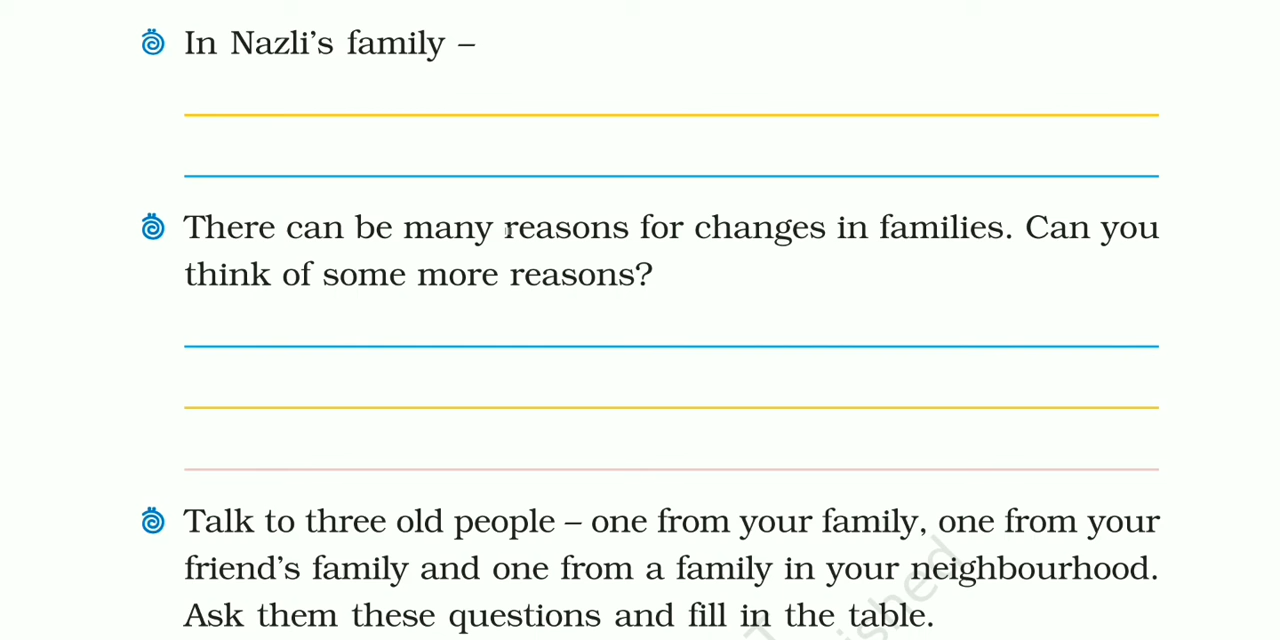 In Nazli’s family –
There can be many reasons for changes in families. Can you
think of some more reasons?
Talk to three old people – one from your family, one from your
friend’s family and one from a family in your neighbourhood.
Ask them these questions and fill in the table.